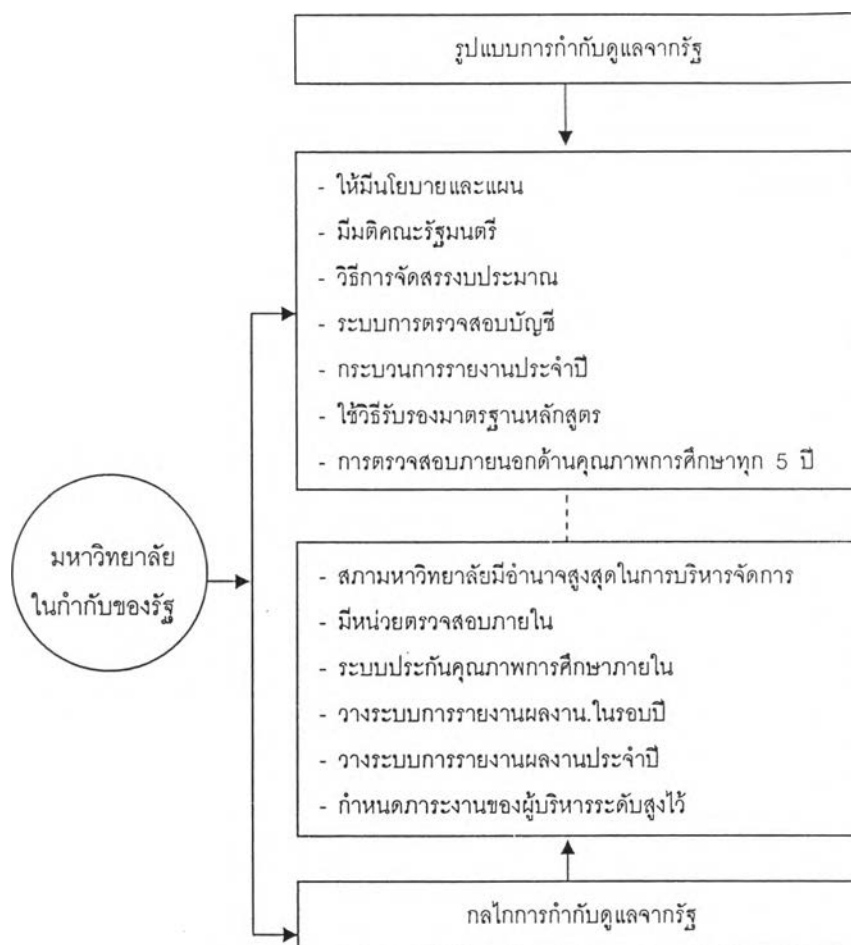 รูปแบบการกำกับดูแลจากรัฐ
- ให้มีนโยบายและแผน
- มีมติคณะรัฐมนตรี
- วิธีการจัดสรรงบประมาณ
- ระบบการตรวจสอบบัญชี
- กระบวนการรายงานประจำปี
- ใช้วิธีรับรองมาตรฐานหลักสูตร
- การตรวจสอบภายนอกด้านคุณภาพการศึกษาทุก 5 ปี
มหาวิทยาลัย
ในกำกับของรัฐ
- สภามหาวิทยาลัยมีอำนาจสูงสุดในการบริหารจัดการ
- มีหน่วยตรวจสอบภายใน
- ระบบประกันคุณภาพการศึกษาภายใน
- วางระบบการรายงานผลงาน.ในรอบปี
- วางระบบการรายงานผลงานประจำปี
- กำหนดภาระงานของผู้บริหารระดับสูงไว้
กลไกการกำกับดูแลจากรัฐ